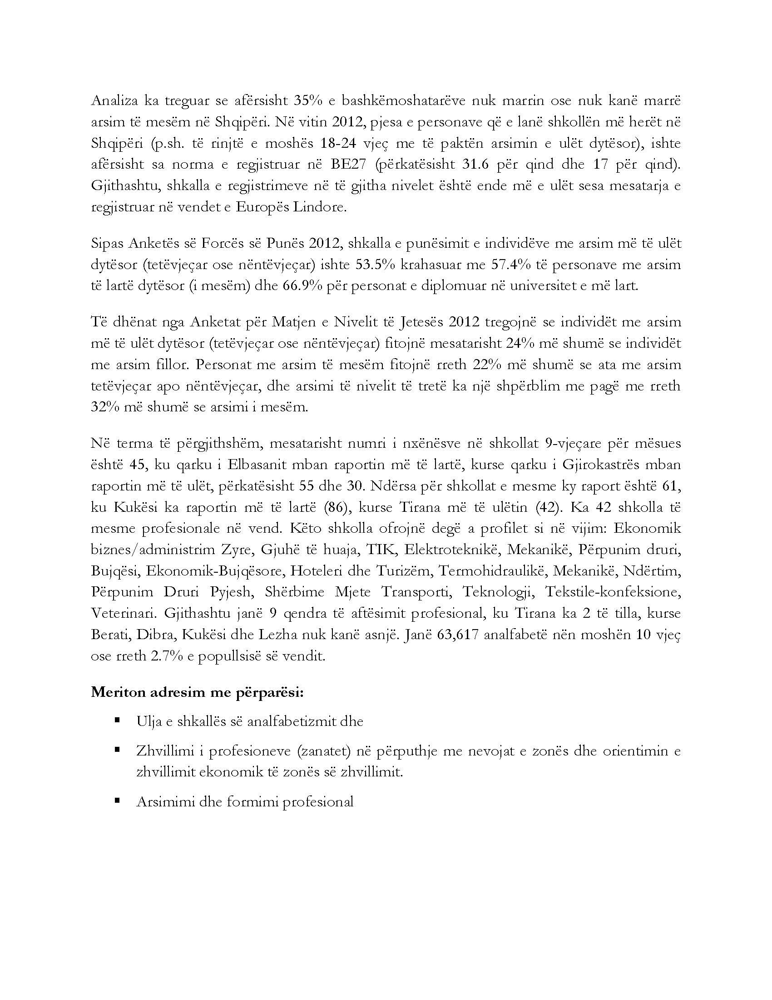 Analiza ka treguar se afërsisht 35% e bashkëmoshatarëve nuk marrin ose nuk kanë marrë
arsim të mesëm në Shqipëri. Në vitin 2012, pjesa e personave që e lanë shkollën më herët në
Shqipëri (p.sh. të rinjtë e moshës 18-24 vjeç me të paktën arsimin e ulët dytësor), ishte
afërsisht sa norma e regjistruar në BE27 (përkatësisht 31.6 për qind dhe 17 për qind).
Gjithashtu, shkalla e regjistrimeve në të gjitha nivelet është ende më e ulët sesa mesatarja e
regjistruar në vendet e Europës Lindore.
Sipas Anketës së Forcës së Punës 2012, shkalla e punësimit e individëve me arsim më të ulët
dytësor (tetëvjeçar ose nëntëvjeçar) ishte 53.5% krahasuar me 57.4% të personave me arsim
të lartë dytësor (i mesëm) dhe 66.9% për personat e diplomuar në universitet e më lart.
Të dhënat nga Anketat për Matjen e Nivelit të Jetesës 2012 tregojnë se individët me arsim
më të ulët dytësor (tetëvjeçar ose nëntëvjeçar) fitojnë mesatarisht 24% më shumë se individët
me arsim fillor. Personat me arsim të mesëm fitojnë rreth 22% më shumë se ata me arsim
tetëvjeçar apo nëntëvjeçar, dhe arsimi të nivelit të tretë ka një shpërblim me pagë me rreth
32% më shumë se arsimi i mesëm.
Në terma të përgjithshëm, mesatarisht numri i nxënësve në shkollat 9-vjeçare për mësues
është 45, ku qarku i Elbasanit mban raportin më të lartë, kurse qarku i Gjirokastrës mban
raportin më të ulët, përkatësisht 55 dhe 30. Ndërsa për shkollat e mesme ky raport është 61,
ku Kukësi ka raportin më të lartë (86), kurse Tirana më të ulëtin (42). Ka 42 shkolla të
mesme profesionale në vend. Këto shkolla ofrojnë degë a profilet si në vijim: Ekonomik
biznes/administrim Zyre, Gjuhë të huaja, TIK, Elektroteknikë, Mekanikë, Përpunim druri,
Bujqësi, Ekonomik-Bujqësore, Hoteleri dhe Turizëm, Termohidraulikë, Mekanikë, Ndërtim,
Përpunim Druri Pyjesh, Shërbime Mjete Transporti, Teknologji, Tekstile-konfeksione,
Veterinari. Gjithashtu janë 9 qendra të aftësimit profesional, ku Tirana ka 2 të tilla, kurse
Berati, Dibra, Kukësi dhe Lezha nuk kanë asnjë. Janë 63,617 analfabetë nën moshën 10 vjeç
ose rreth 2.7% e popullsisë së vendit.
Meriton adresim me përparësi:
▪ Ulja e shkallës së analfabetizmit dhe
▪ Zhvillimi i profesioneve (zanatet) në përputhje me nevojat e zonës dhe orientimin e
zhvillimit ekonomik të zonës së zhvillimit.
▪ Arsimimi dhe formimi profesional